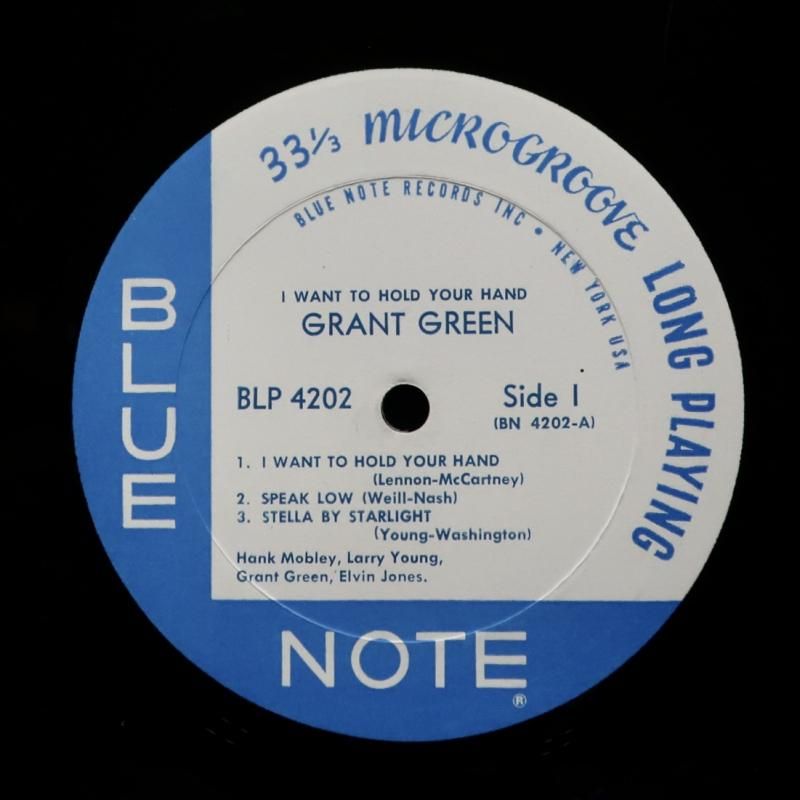 33⅓ MICROGROOVE LONG PLAYING
BLUE NOTE RECORDS INC • NEW YORK USA
I WANT TO HOLD YOUR HAND
GRANT GREEN
BLP 4202
Side 1
(BN 4202-A)
1. I WANT TO HOLD YOUR HAND
(Lennon-McCartney)
2. SPEAK LOW (Weill-Nash)
3. STELLA BY STARLIGHT
(Young-Washington)
Hank Mobley, Larry Young,
Grant Green, Elvin Jones.
BLUE
NOTE
®